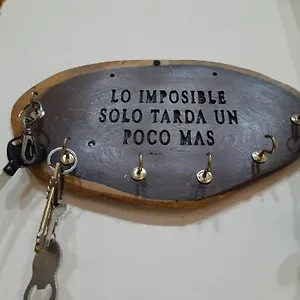 LO IMPOSIBLE
SOLO TARDA UN
POCO MAS